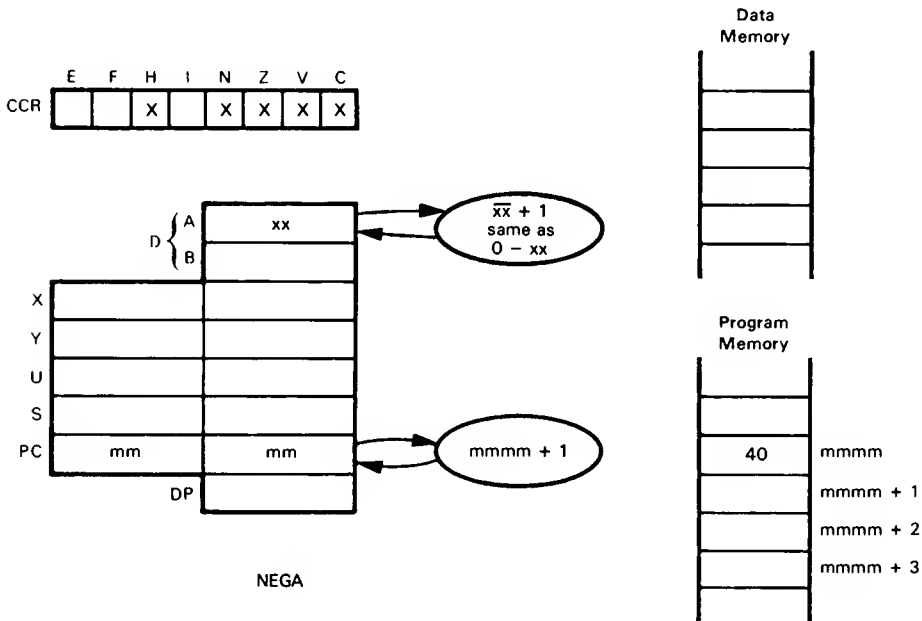 Data
Memory
E F H I N Z V C
CCR X X X X X
D { A xx
B
xx + 1
same as
0 − xx
X
Y
U
S
PC mm mm
mmmm + 1
DP
NEGA
Program
Memory
40 mmmm
mmmm + 1
mmmm + 2
mmmm + 3